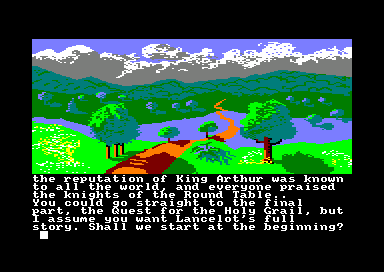 the reputation of King Arthur was known
to all the world, and everyone praised
the knights of the Round Table..
You could go straight to the final
part, the Quest for the Holy Grail, but
I assume you want Lancelot's full
story. Shall we start at the beginning?